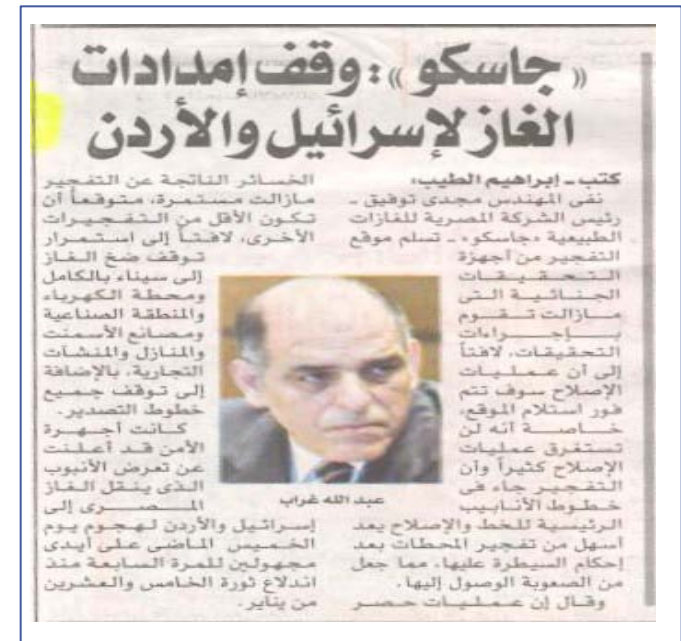 « جاسكو »: وقف إمدادات
الغاز لإسرائيل والأردن
كتب ـ إبراهيم الطيب:
نفى المهندس مجدى توفيق ـ
رئيس الشركة المصرية للغازات
الطبيعية «جاسكو» ـ تسلم موقع
التفجير من أجهزة
التحقيقات
الجنائية التى
مازالت تقوم
بإجراءات
التحقيقات، لافتاً
إلى أن عمليات
الإصلاح سوف تتم
فور استلام الموقع،
خاصة أنه لن
تستغرق عمليات
الإصلاح كثيراً وأن
التفجير جاء فى
خطوط الأنابيب
الرئيسية للخط والإصلاح يعد
أسهل من تفجير المحطات بعد
إحكام السيطرة عليها، مما جعل
من الصعوبة الوصول إليها.
وقال إن عمليات حصر
الخسائر الناتجة عن التفجير
مازالت مستمرة، متوقعاً أن
تكون الأقل من التفجيرات
الأخرى، لافتاً إلى استمرار
توقف ضخ الغاز
إلى سيناء بالكامل
ومحطة الكهرباء
والمنطقة الصناعية
ومصانع الأسمنت
والمنازل والمنشآت
التجارية، بالإضافة
إلى توقف جميع
خطوط التصدير.
كانت أجهزة
الأمن قد أعلنت
عن تعرض الأنبوب
الذى ينقل الغاز
المصرى إلى
إسرائيل والأردن لهجوم يوم
الخميس الماضى على أيدى
مجهولين للمرة السابعة منذ
اندلاع ثورة الخامس والعشرين
من يناير.
عبد الله غراب